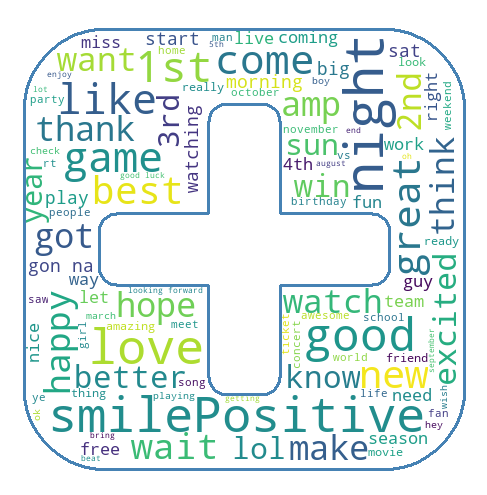 man
5th
live
coming
miss
start
want
1st
home
come
big
night
sat
look
enjoy
really
morning
lot
like
party
october
boy
2nd
right
weekend
thank
3rd
watching
amp
november
end
sun
check
rt
game
good luck
vs
work
oh
4th
august
think
year
play
best
win
people
birthday
fun
great
got
ready
gon na
way
guy
excited
saw
looking forward
let
hope
watch
team
happy
march
girl
amazing
meet
ticket
concert
awesome
school
good
september
nice
love
world
friend
better
song
know
new
wish
ye
thing
playing
getting
life
need
ok
smilePositive
fan
hey
bring
free
wait
lol
make
season
beat
movie